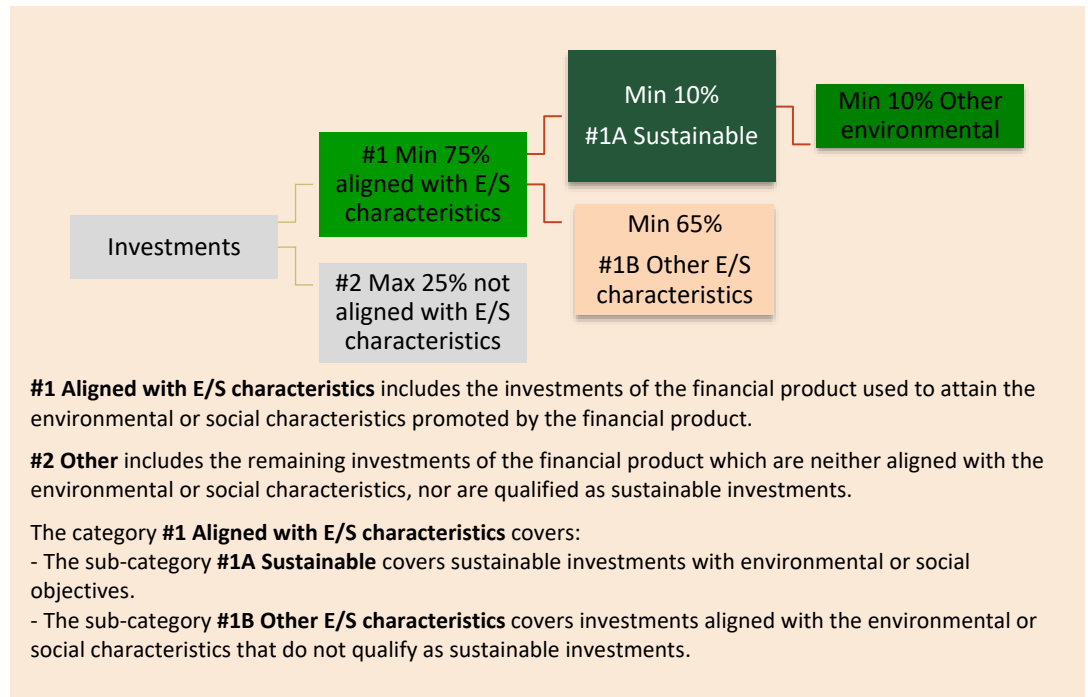 Min 10%
#1A Sustainable
Min 10% Other
environmental
#1 Min 75%
aligned with E/S
characteristics
Investments
Min 65%
#1B Other E/S
characteristics
#2 Max 25% not
aligned with E/S
characteristics
#1 Aligned with E/S characteristics includes the investments of the financial product used to attain the
environmental or social characteristics promoted by the financial product.
#2 Other includes the remaining investments of the financial product which are neither aligned with the
environmental or social characteristics, nor are qualified as sustainable investments.
The category #1 Aligned with E/S characteristics covers:
- The sub-category #1A Sustainable covers sustainable investments with environmental or social
objectives.
- The sub-category #1B Other E/S characteristics covers investments aligned with the environmental or
social characteristics that do not qualify as sustainable investments.